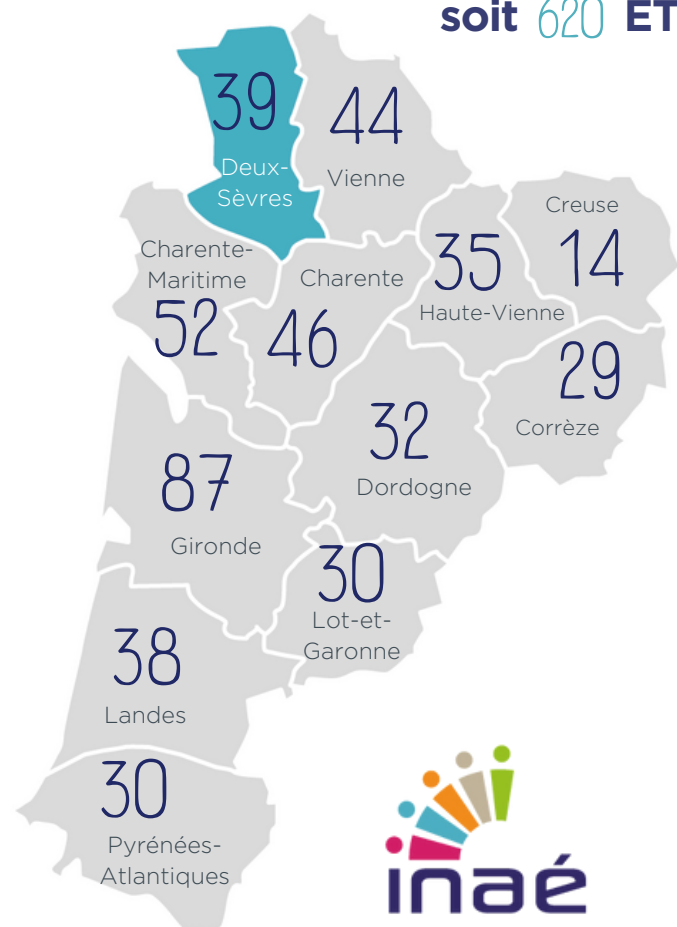 soit 620 ET
39
Deux-
Sèvres
44
Vienne
Creuse
14
Charente-
Maritime
52
Charente
46
35
Haute-Vienne
29
Corrèze
32
Dordogne
87
Gironde
30
Lot-et-
Garonne
38
Landes
30
Pyrénées-
Atlantiques
inaé